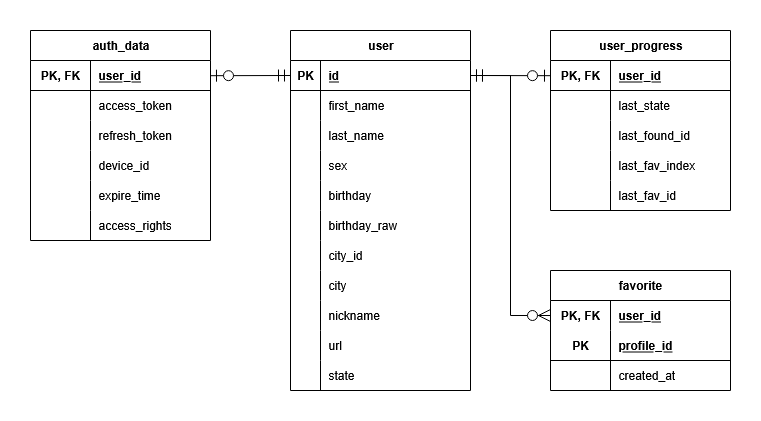 auth_data
PK, FK user_id
access_token
refresh_token
device_id
expire_time
access_rights
user
PK id
first_name
last_name
sex
birthday
birthday_raw
city_id
city
nickname
url
state
user_progress
PK, FK user_id
last_state
last_found_id
last_fav_index
last_fav_id
favorite
PK, FK user_id
PK profile_id
created_at